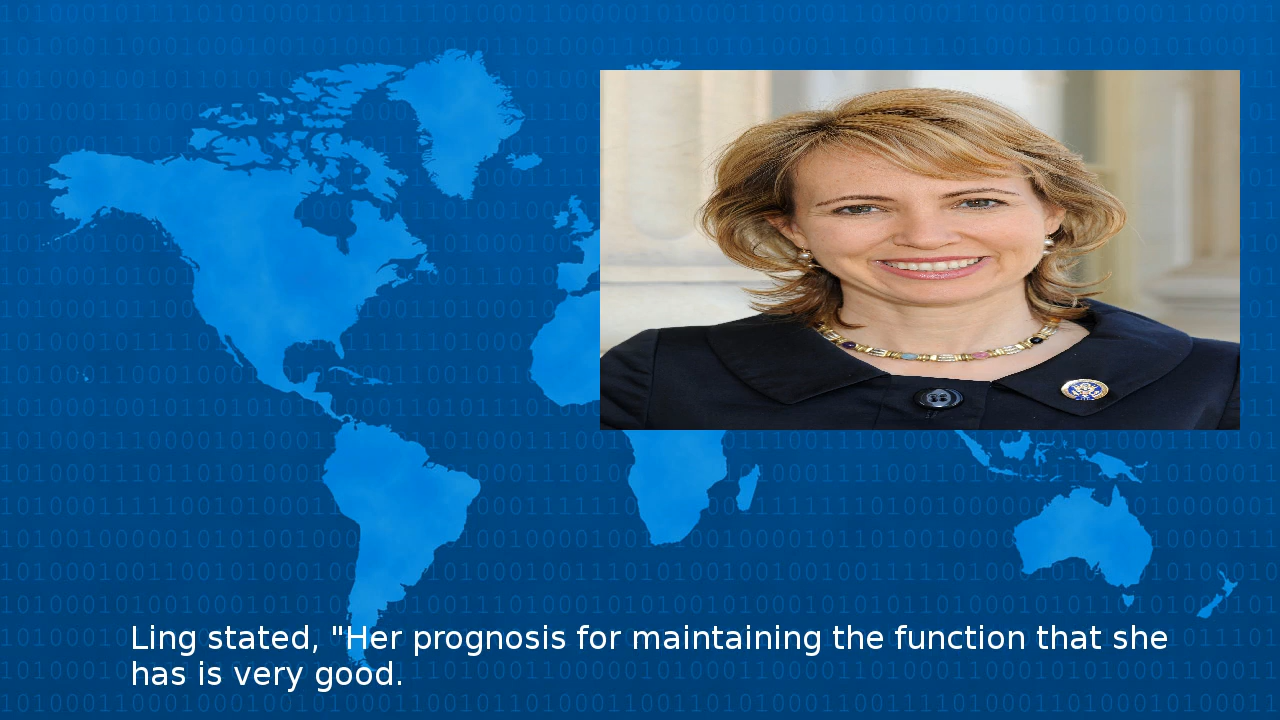 Ling stated, "Her prognosis for maintaining the function that she
has is very good.